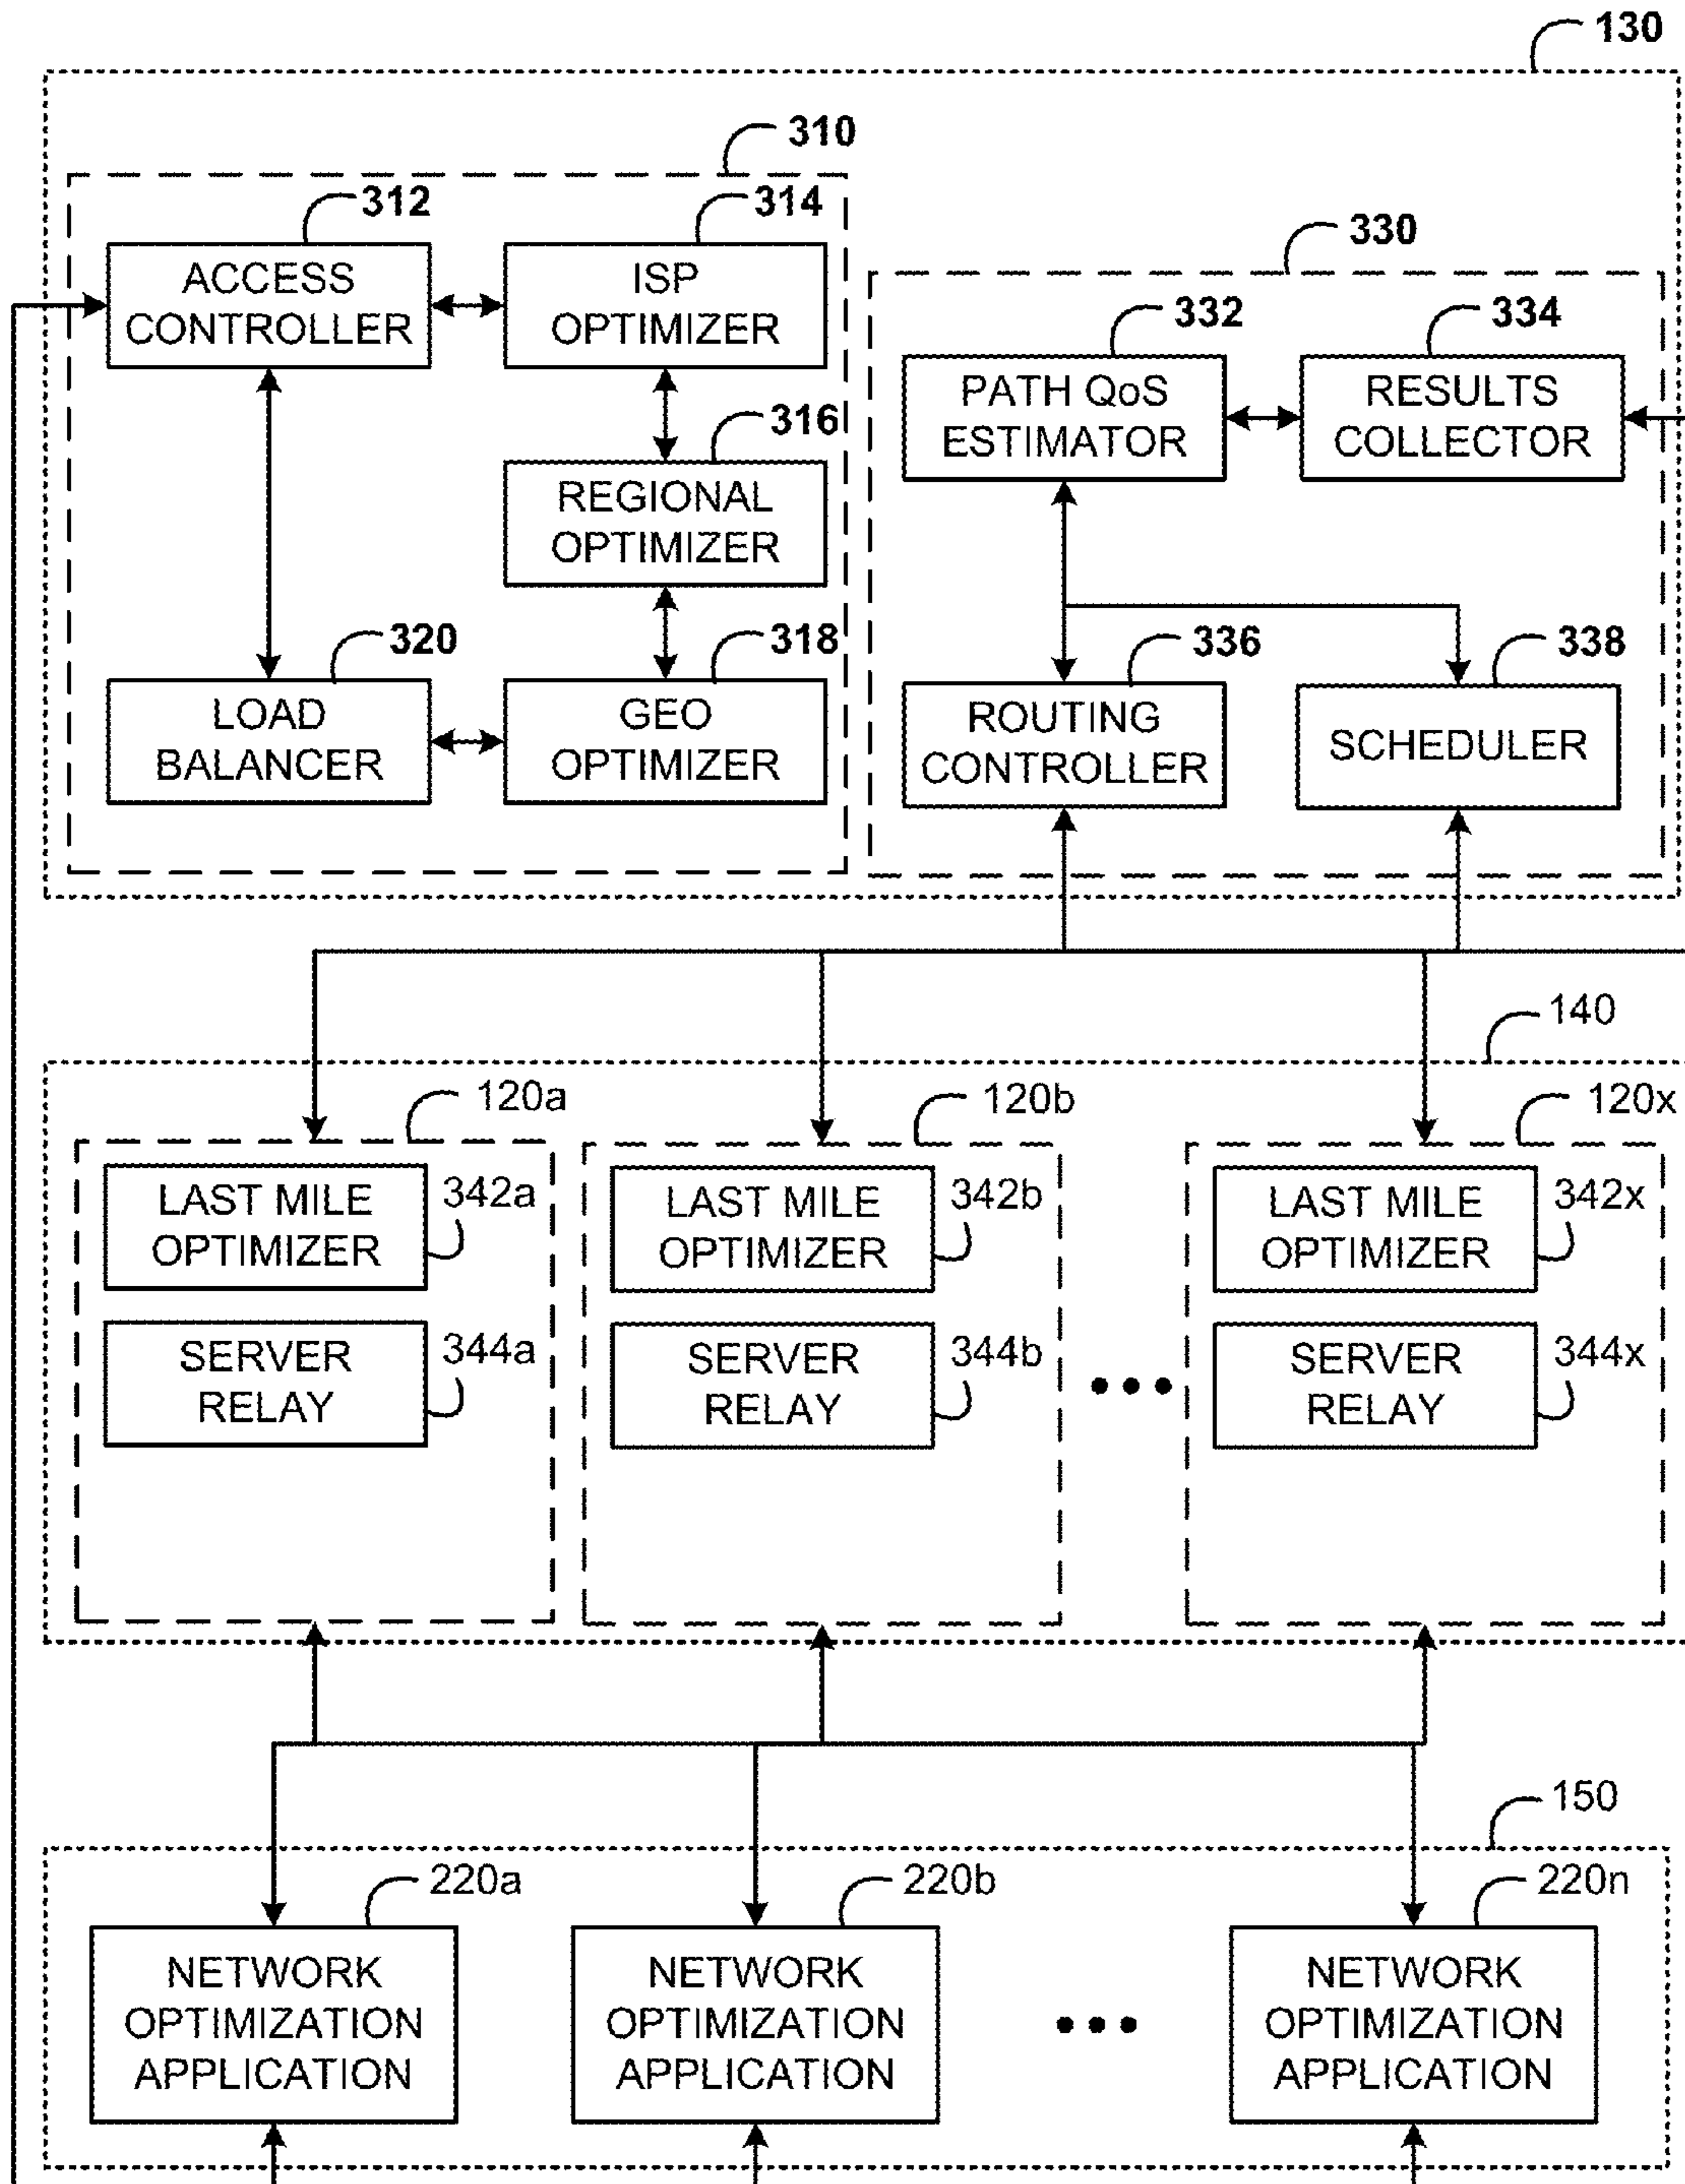 130
310
312
314
ACCESS
CONTROLLER
ISP
OPTIMIZER
316
REGIONAL
OPTIMIZER
320
318
LOAD
BALANCER
GEO
OPTIMIZER
330
332
334
PATH QoS
ESTIMATOR
RESULTS
COLLECTOR
336
338
ROUTING
CONTROLLER
SCHEDULER
140
120a
LAST MILE
OPTIMIZER
342a
SERVER
RELAY
344a
120b
LAST MILE
OPTIMIZER
342b
SERVER
RELAY
344b
120x
LAST MILE
OPTIMIZER
342x
SERVER
RELAY
344x
150
220a
NETWORK
OPTIMIZATION
APPLICATION
220b
NETWORK
OPTIMIZATION
APPLICATION
220n
NETWORK
OPTIMIZATION
APPLICATION